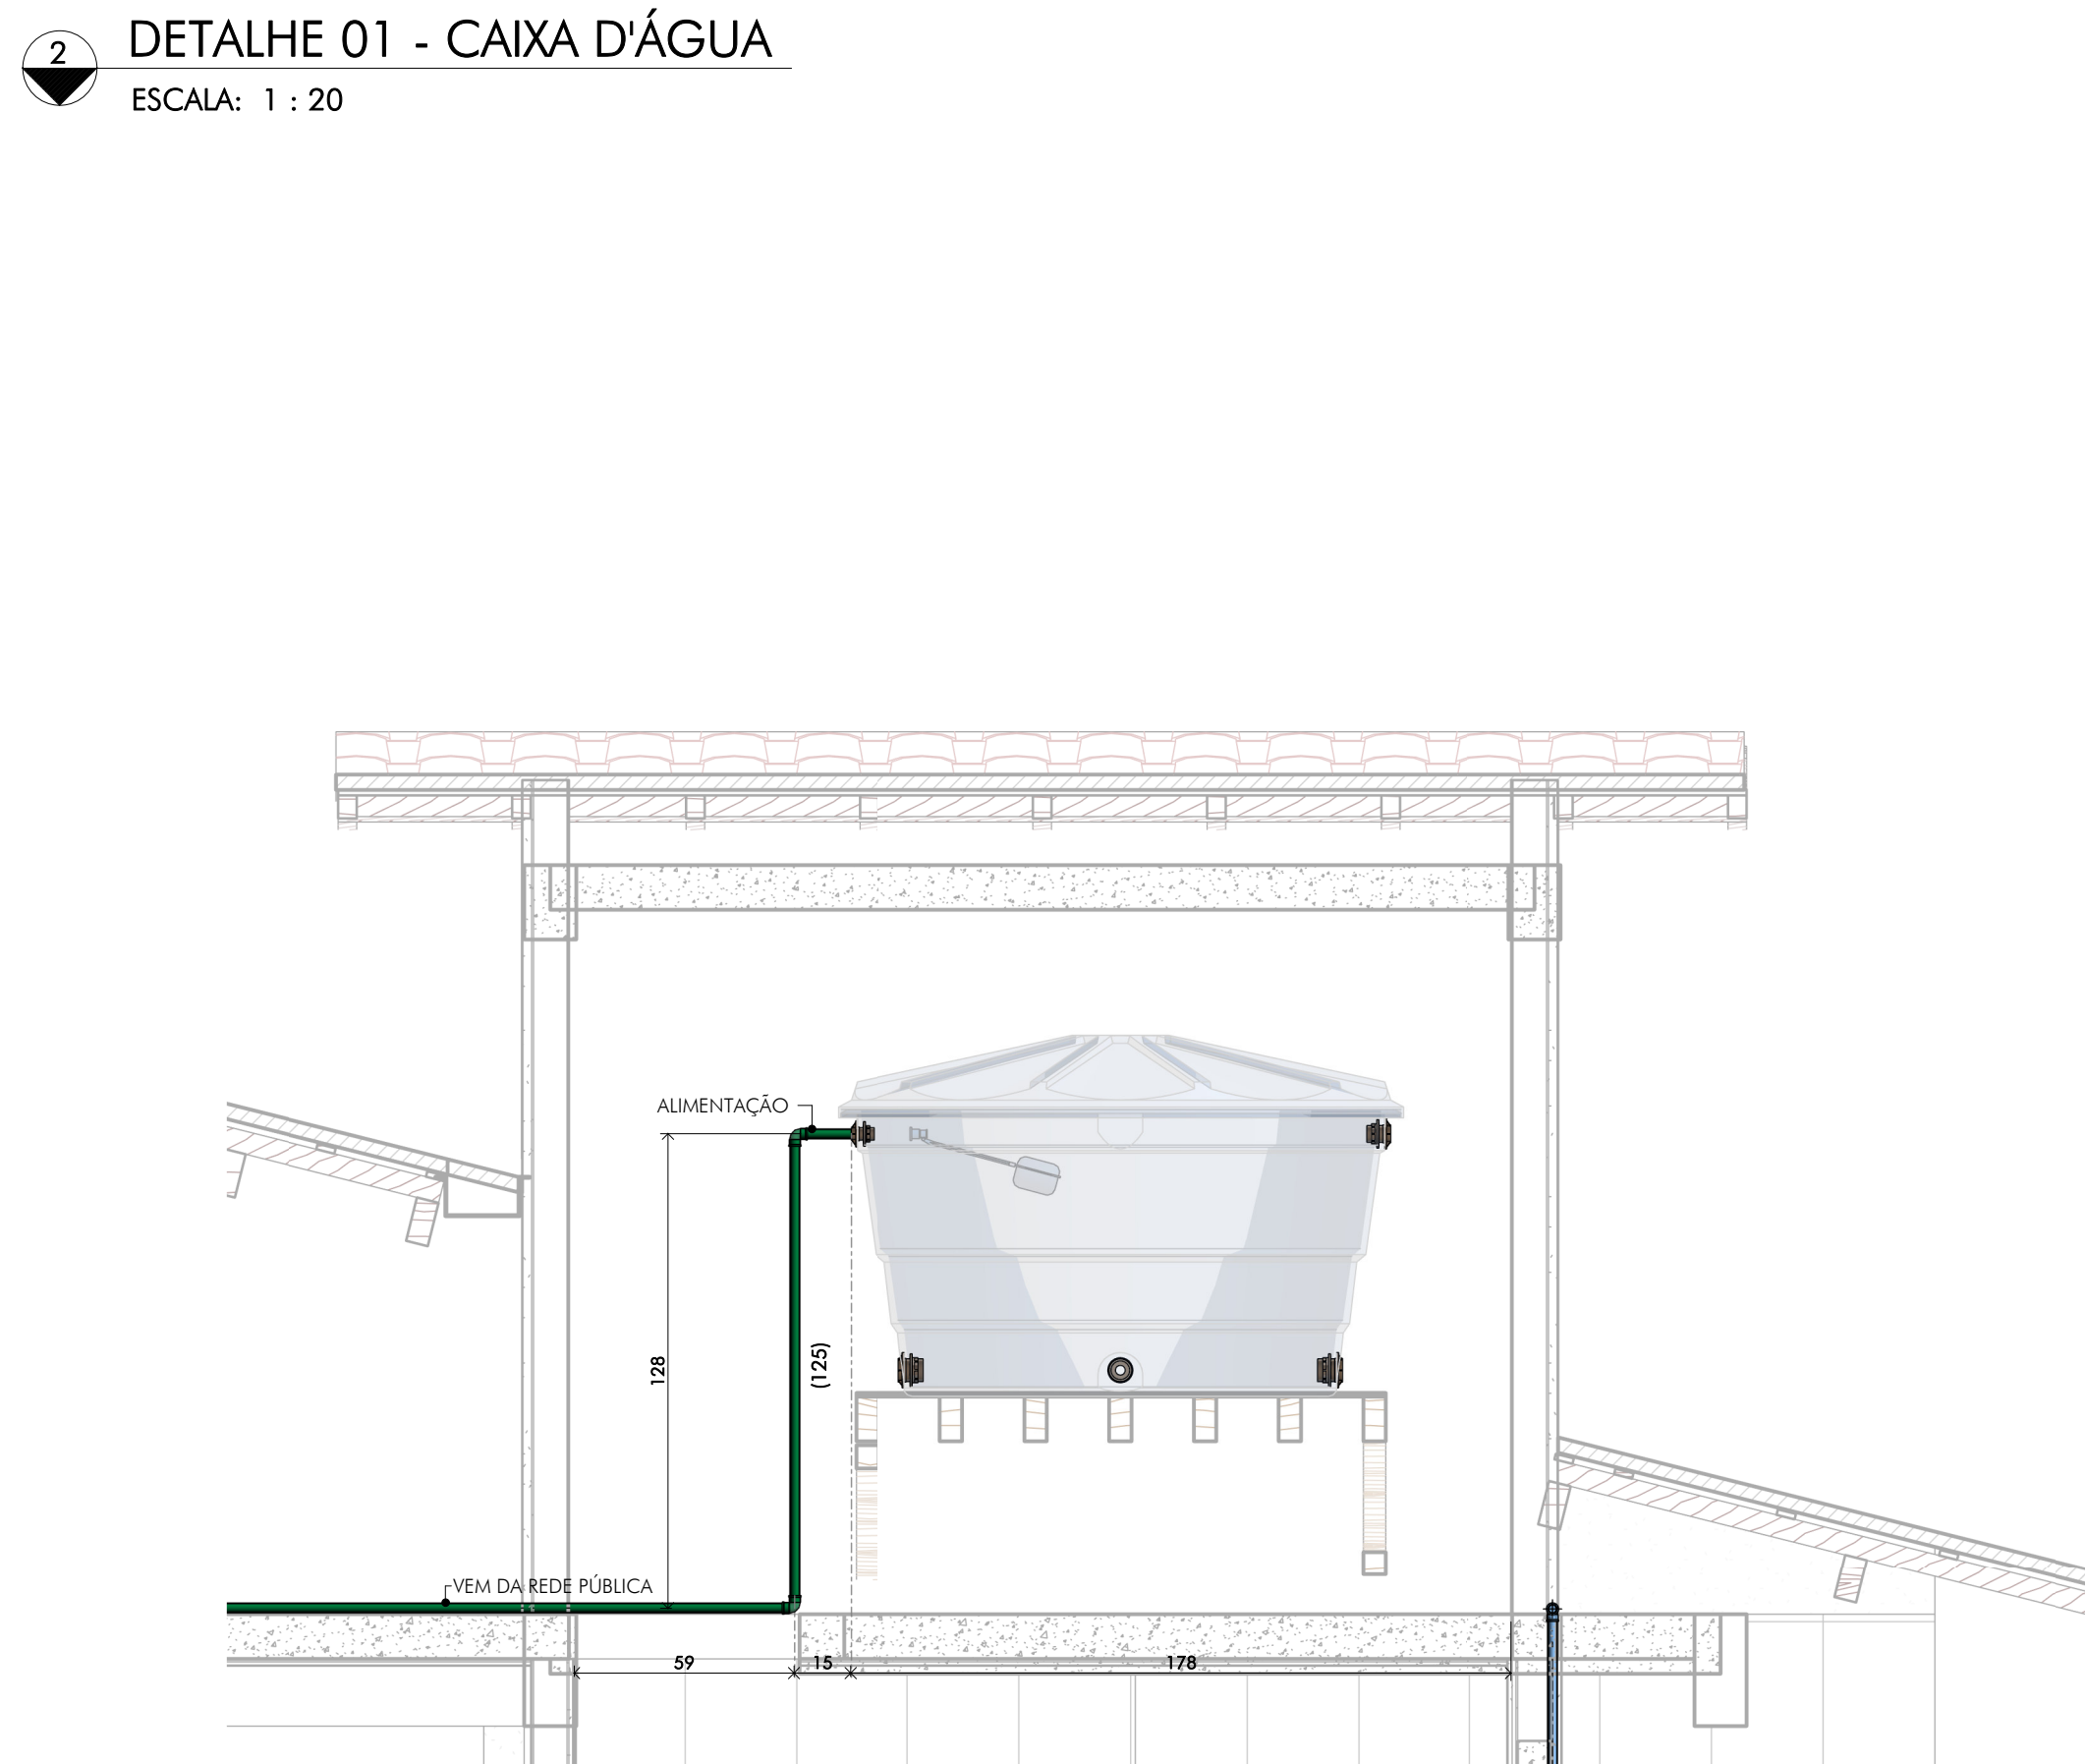 2
DETALHE 01 - CAIXA D'ÁGUA
ESCALA: 1 : 20
ALIMENTAÇÃO
128
(125)
VEM DA REDE PÚBLICA
59
15
178